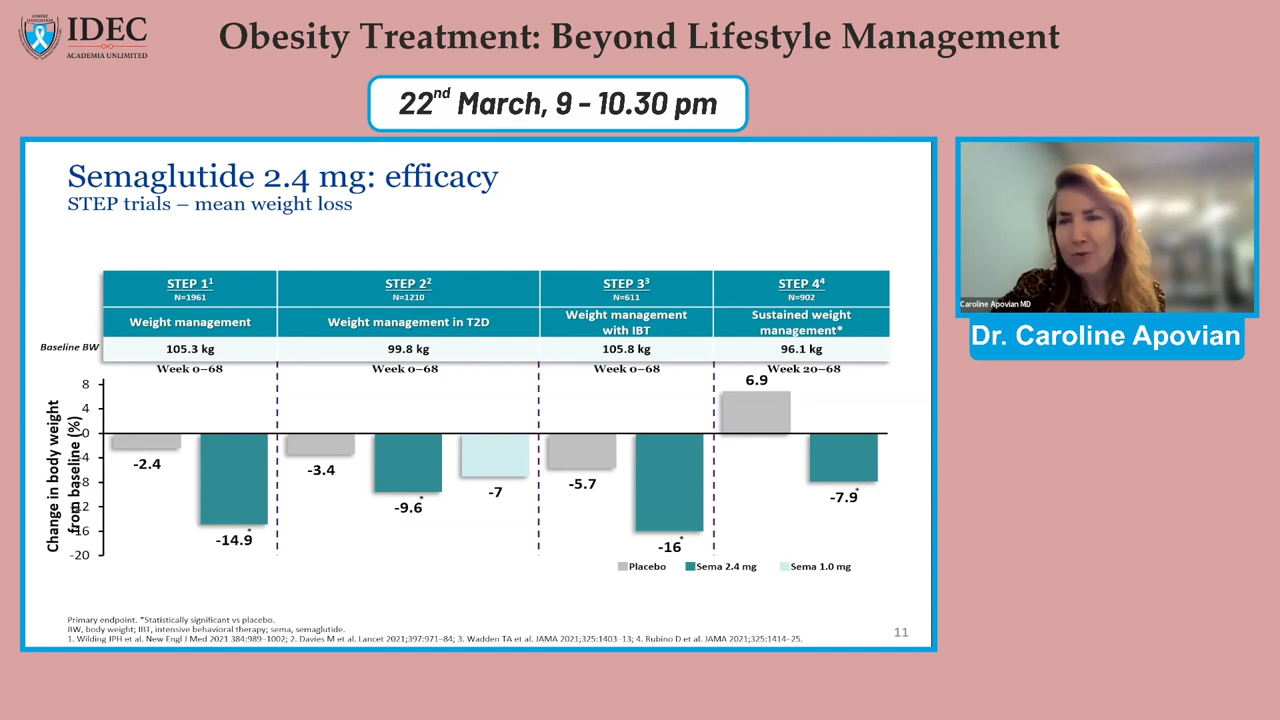 IDEC
ACADEMIA UNLIMITED
Obesity Treatment: Beyond Lifestyle Management
22nd March, 9 - 10.30 pm
Semaglutide 2.4 mg: efficacy
STEP trials – mean weight loss
STEP 1¹ STEP 2² STEP 3³ STEP 4⁴
N=1961 N=1210 N=611 N=902
Weight management Weight management in T2D Weight management with IBT Sustained weight management*
Baseline BW 105.3 kg 99.8 kg 105.8 kg 96.1 kg
Week 0–68 Week 0–68 Week 0–68 Week 20–68
Change in body weight
from baseline (%)
8
4
0
-4
-8
-12
-16
-20
-2.4
-14.9*
-3.4
-9.6*
-7
-5.7
-16*
6.9
-7.9*
Placebo Sema 2.4 mg Sema 1.0 mg
Primary endpoint. *Statistically significant vs placebo.
BW, body weight; IBT, intensive behavioral therapy; sema, semaglutide.
1. Wilding JPH et al. New Engl J Med 2021 384:989–1002; 2. Davies M et al. Lancet 2021;397:971–84; 3. Wadden TA et al. JAMA 2021;325:1403–13; 4. Rubino D et al. JAMA 2021;325:1414–25.
11
Caroline Apovian MD
Dr. Caroline Apovian